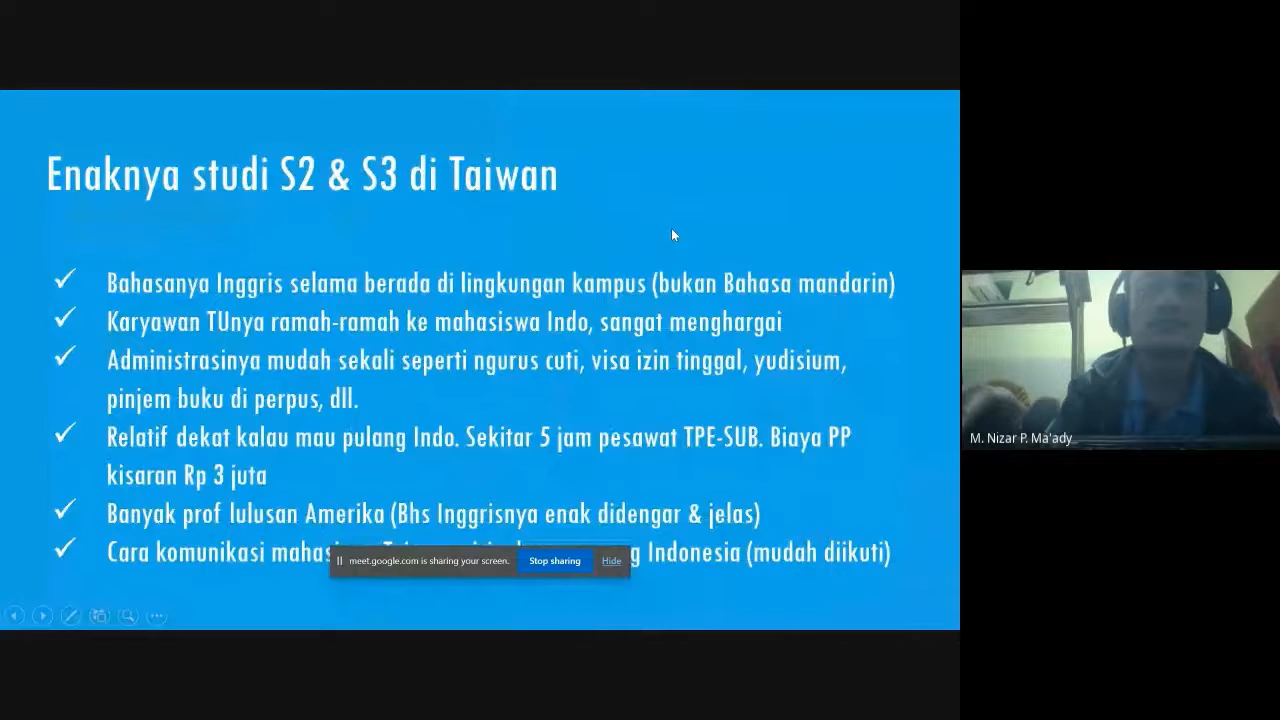 Enaknya studi S2 & S3 di Taiwan
Bahasanya Inggris selama berada di lingkungan kampus (bukan Bahasa mandarin)
Karyawan TUnya ramah-ramah ke mahasiswa Indo, sangat menghargai
Administrasinya mudah sekali seperti ngurus cuti, visa izin tinggal, yudisium,
pinjem buku di perpus, dll.
Relatif dekat kalau mau pulang Indo. Sekitar 5 jam pesawat TPE-SUB. Biaya PP
kisaran Rp 3 juta
Banyak prof lulusan Amerika (Bhs Inggrisnya enak didengar & jelas)
Cara komunikasi Indonesia (mudah diikuti)
meet.google.com is sharing your screen. Stop sharing Hide
M. Nizar P. Ma'ady